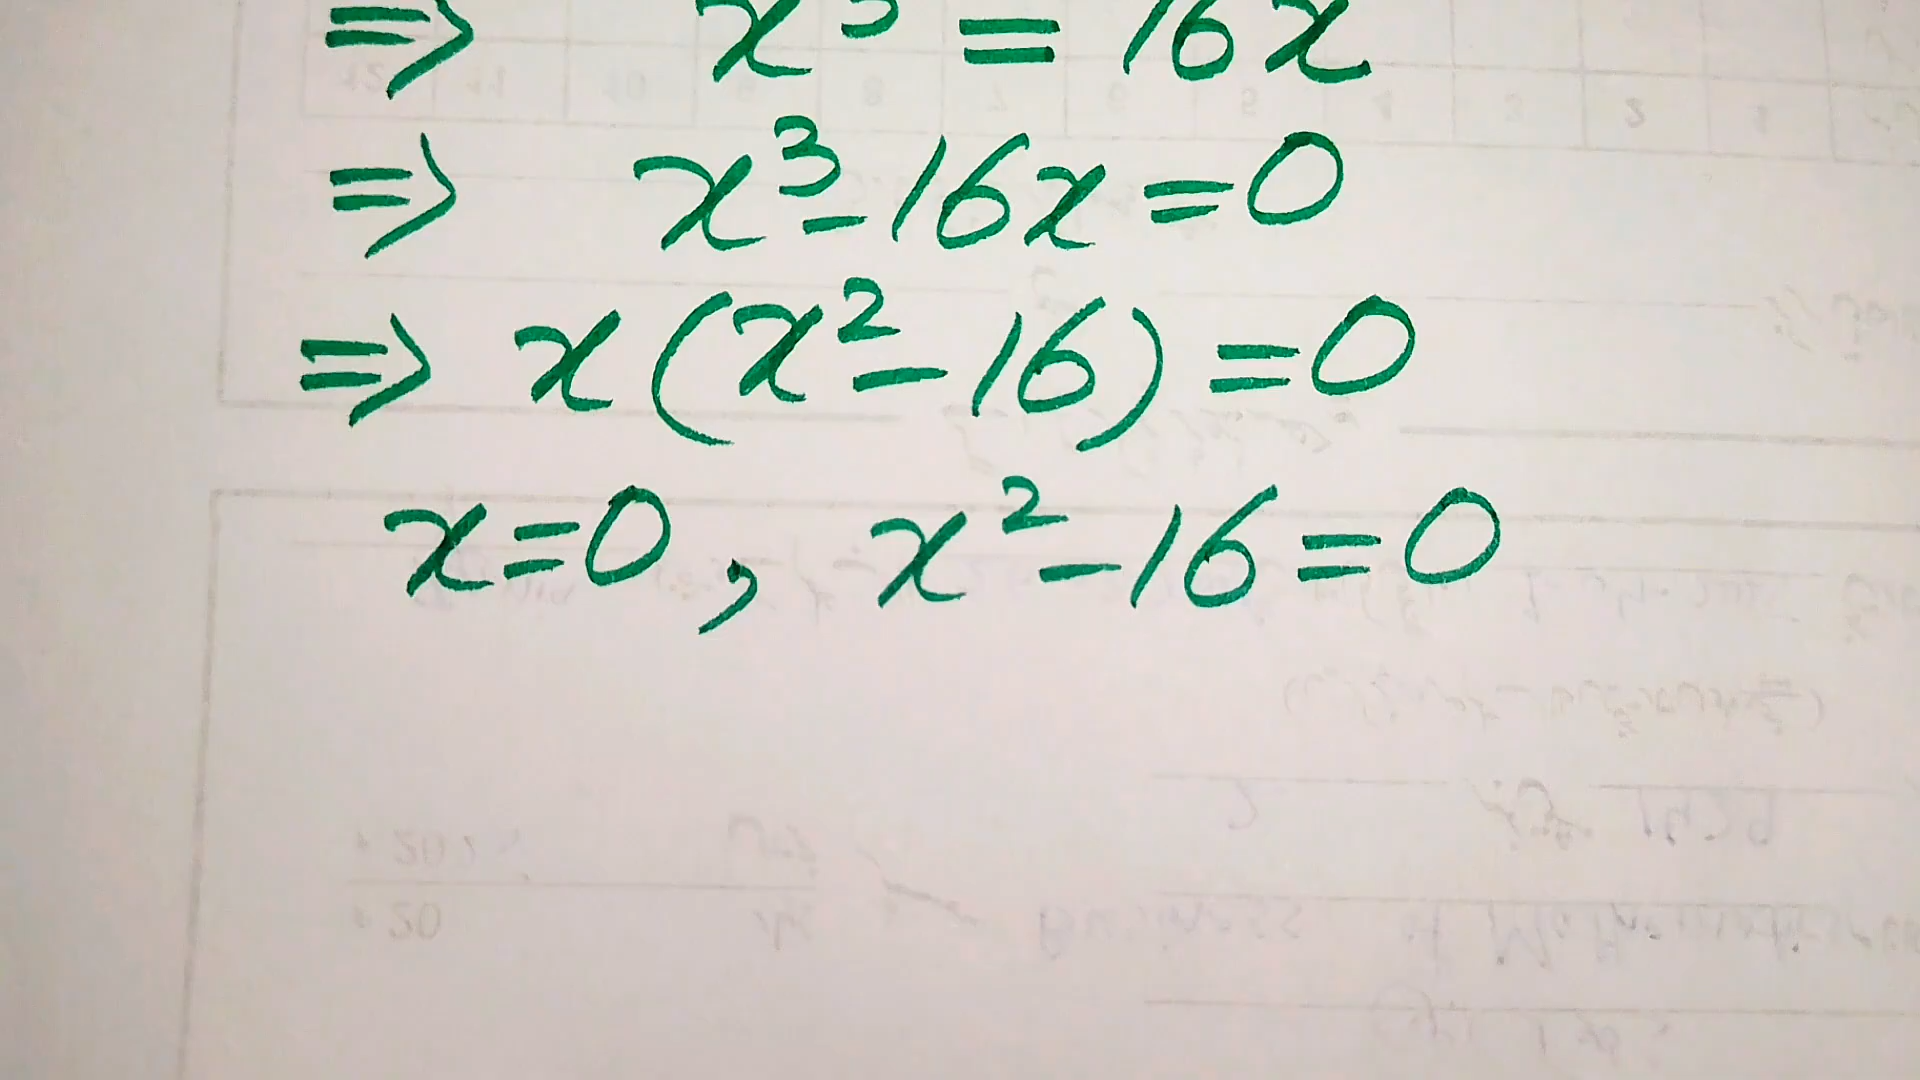 ⇒ x³ = 16x
⇒ x³ - 16x = 0
⇒ x(x² - 16) = 0
x = 0, x² - 16 = 0